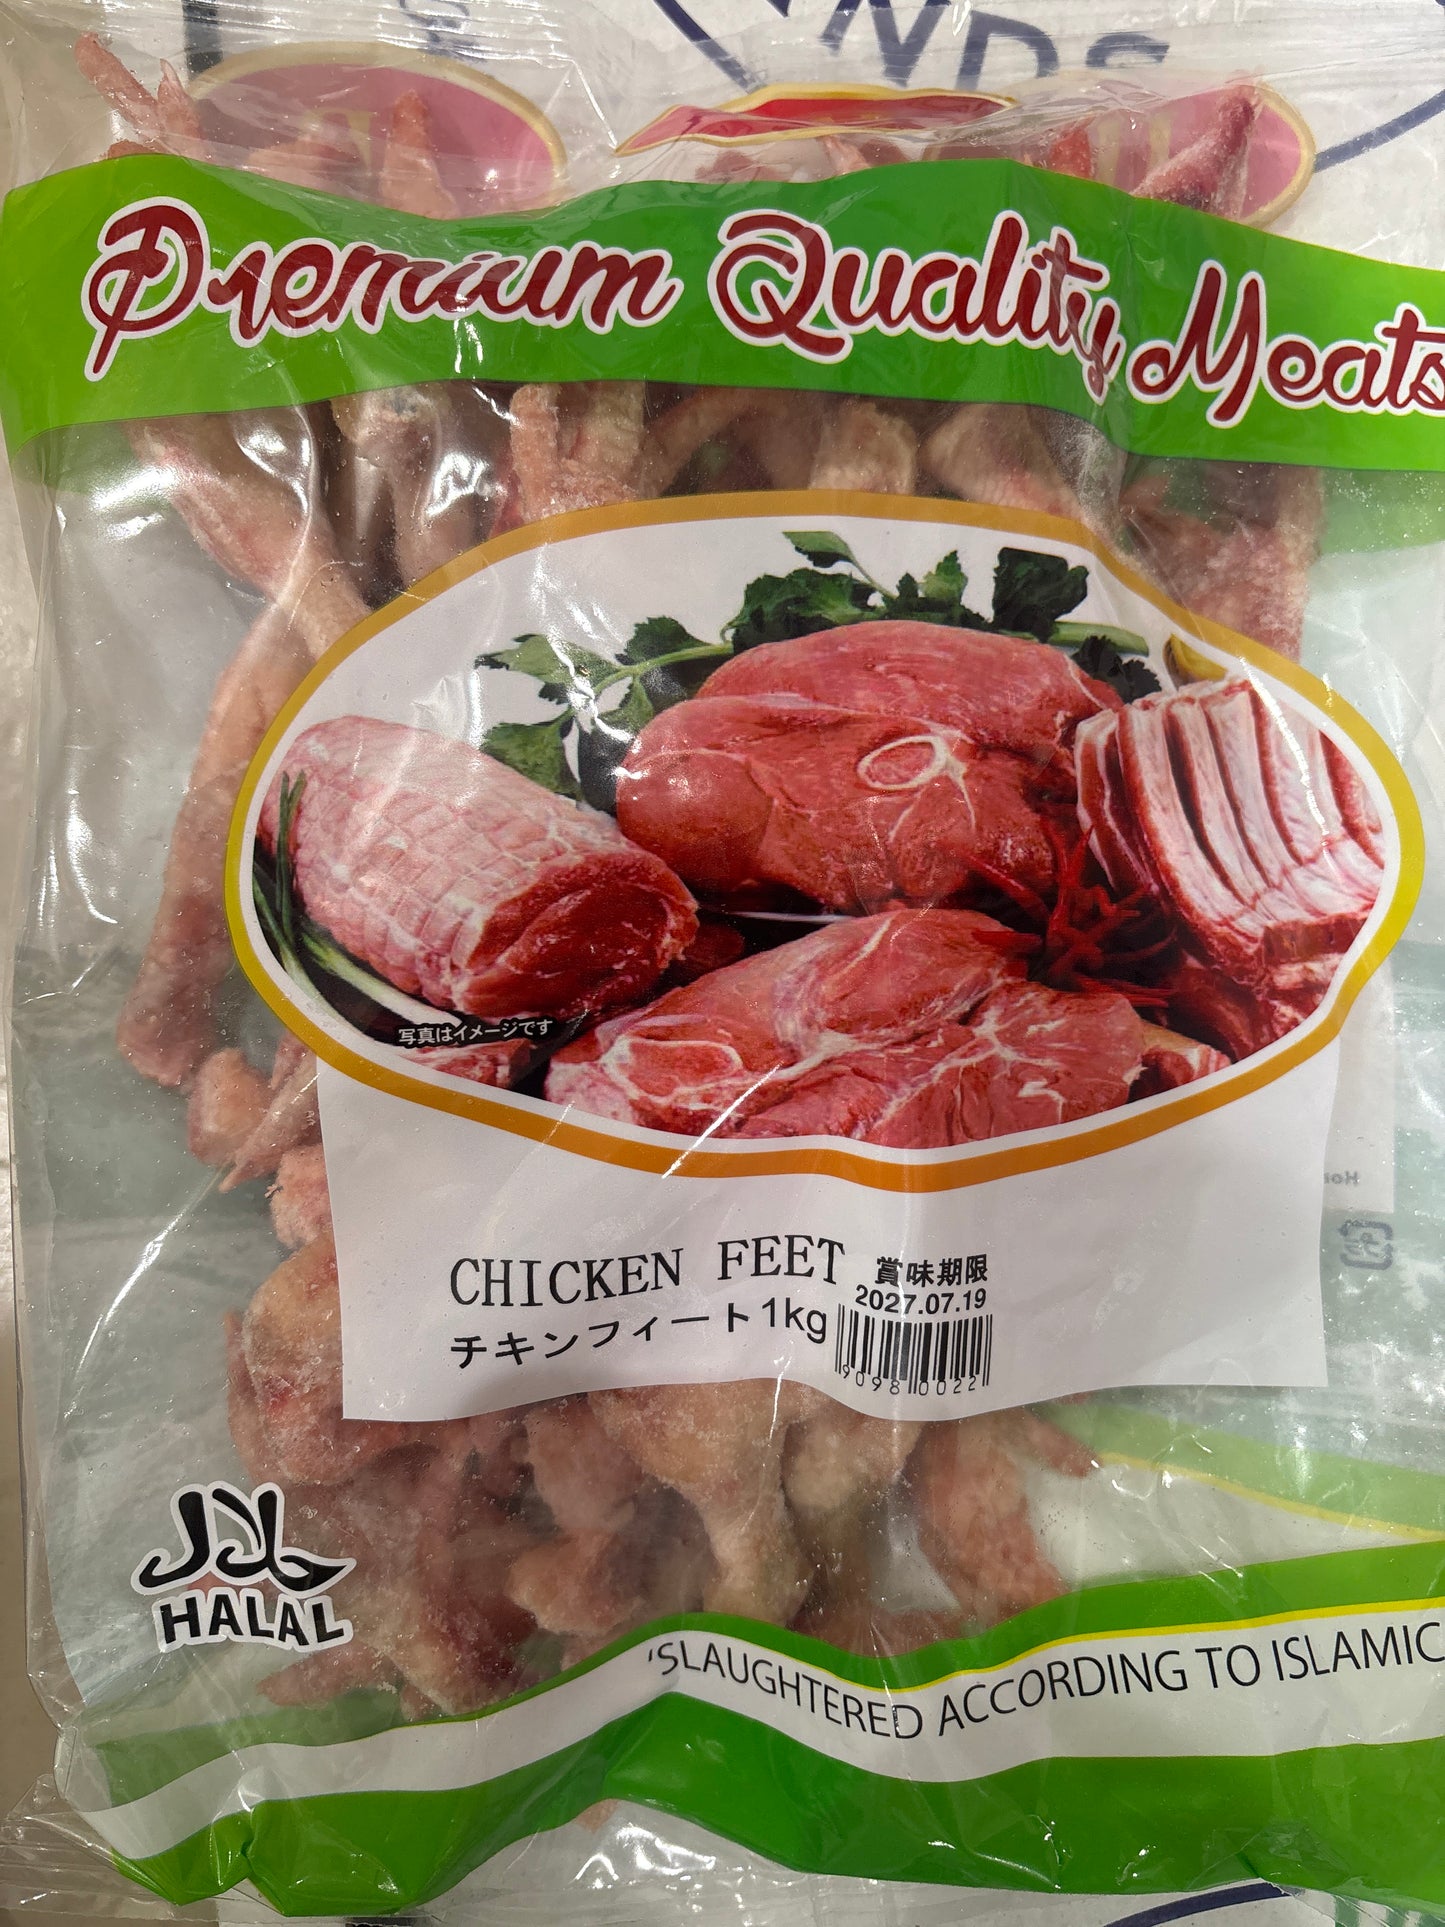 Premium Quality Meats
写真はイメージです
CHICKEN FEET
賞味期限
2027.07.19
チキンフィート1kg
9098 0022
حلال
HALAL
'SLAUGHTERED ACCORDING TO ISLAMIC